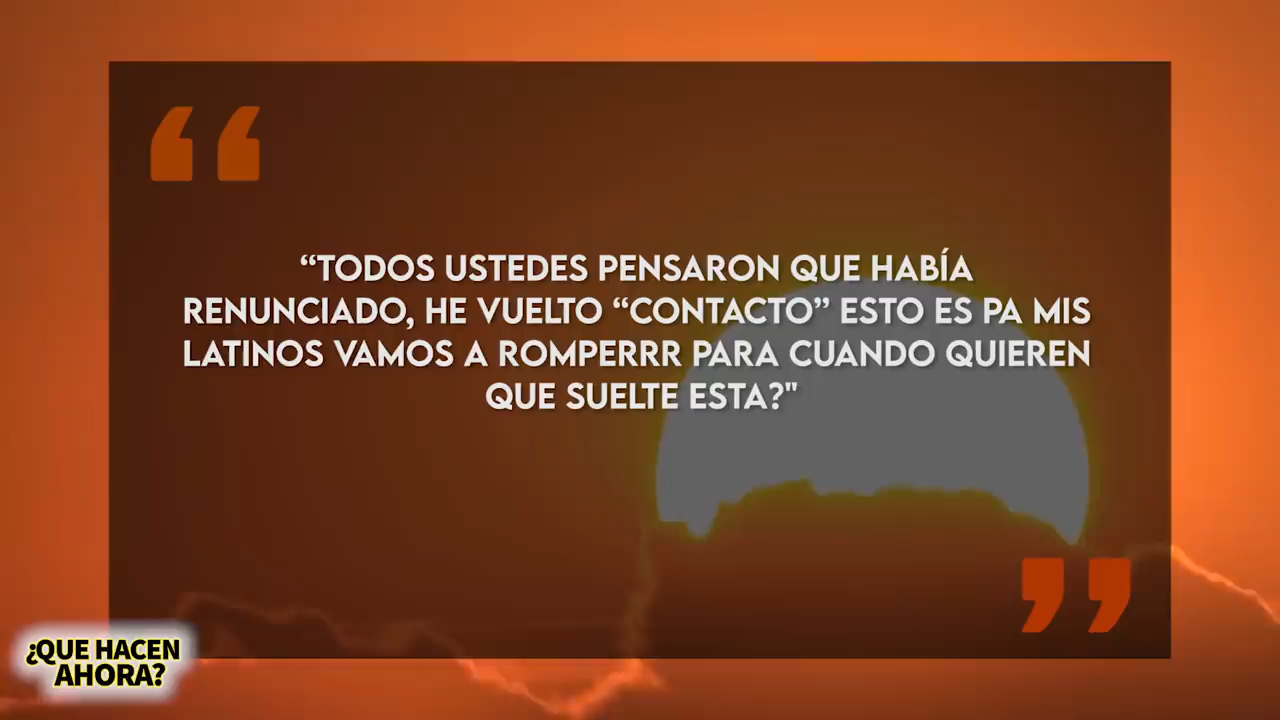 “TODOS USTEDES PENSARON QUE HABÍA
RENUNCIADO, HE VUELTO “CONTACTO” ESTO ES PA MIS
LATINOS VAMOS A ROMPERRR PARA CUANDO QUIEREN
QUE SUELTE ESTA?"
¿QUE HACEN
AHORA?